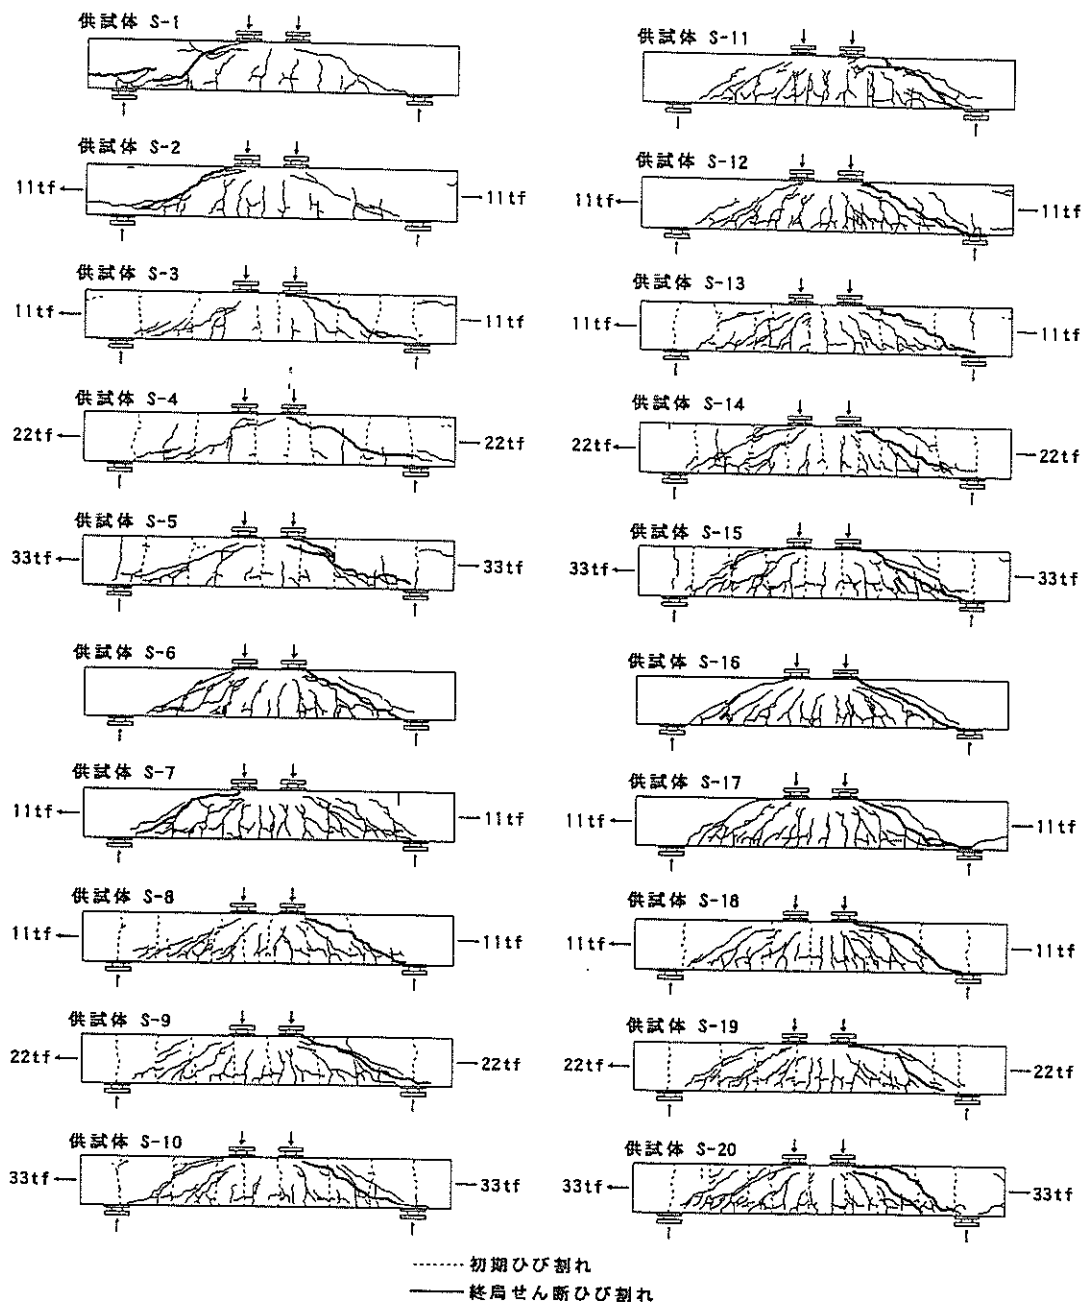 供試体 S-1
供試体 S-2
11tf
11tf
供試体 S-3
11tf
11tf
供試体 S-4
22tf
22tf
供試体 S-5
33tf
33tf
供試体 S-6
供試体 S-7
11tf
11tf
供試体 S-8
11tf
11tf
供試体 S-9
22tf
22tf
供試体 S-10
33tf
33tf
供試体 S-11
供試体 S-12
11tf
11tf
供試体 S-13
11tf
11tf
供試体 S-14
22tf
22tf
供試体 S-15
33tf
33tf
供試体 S-16
供試体 S-17
11tf
11tf
供試体 S-18
11tf
11tf
供試体 S-19
22tf
22tf
供試体 S-20
33tf
33tf
初期ひび割れ
終局せん断ひび割れ